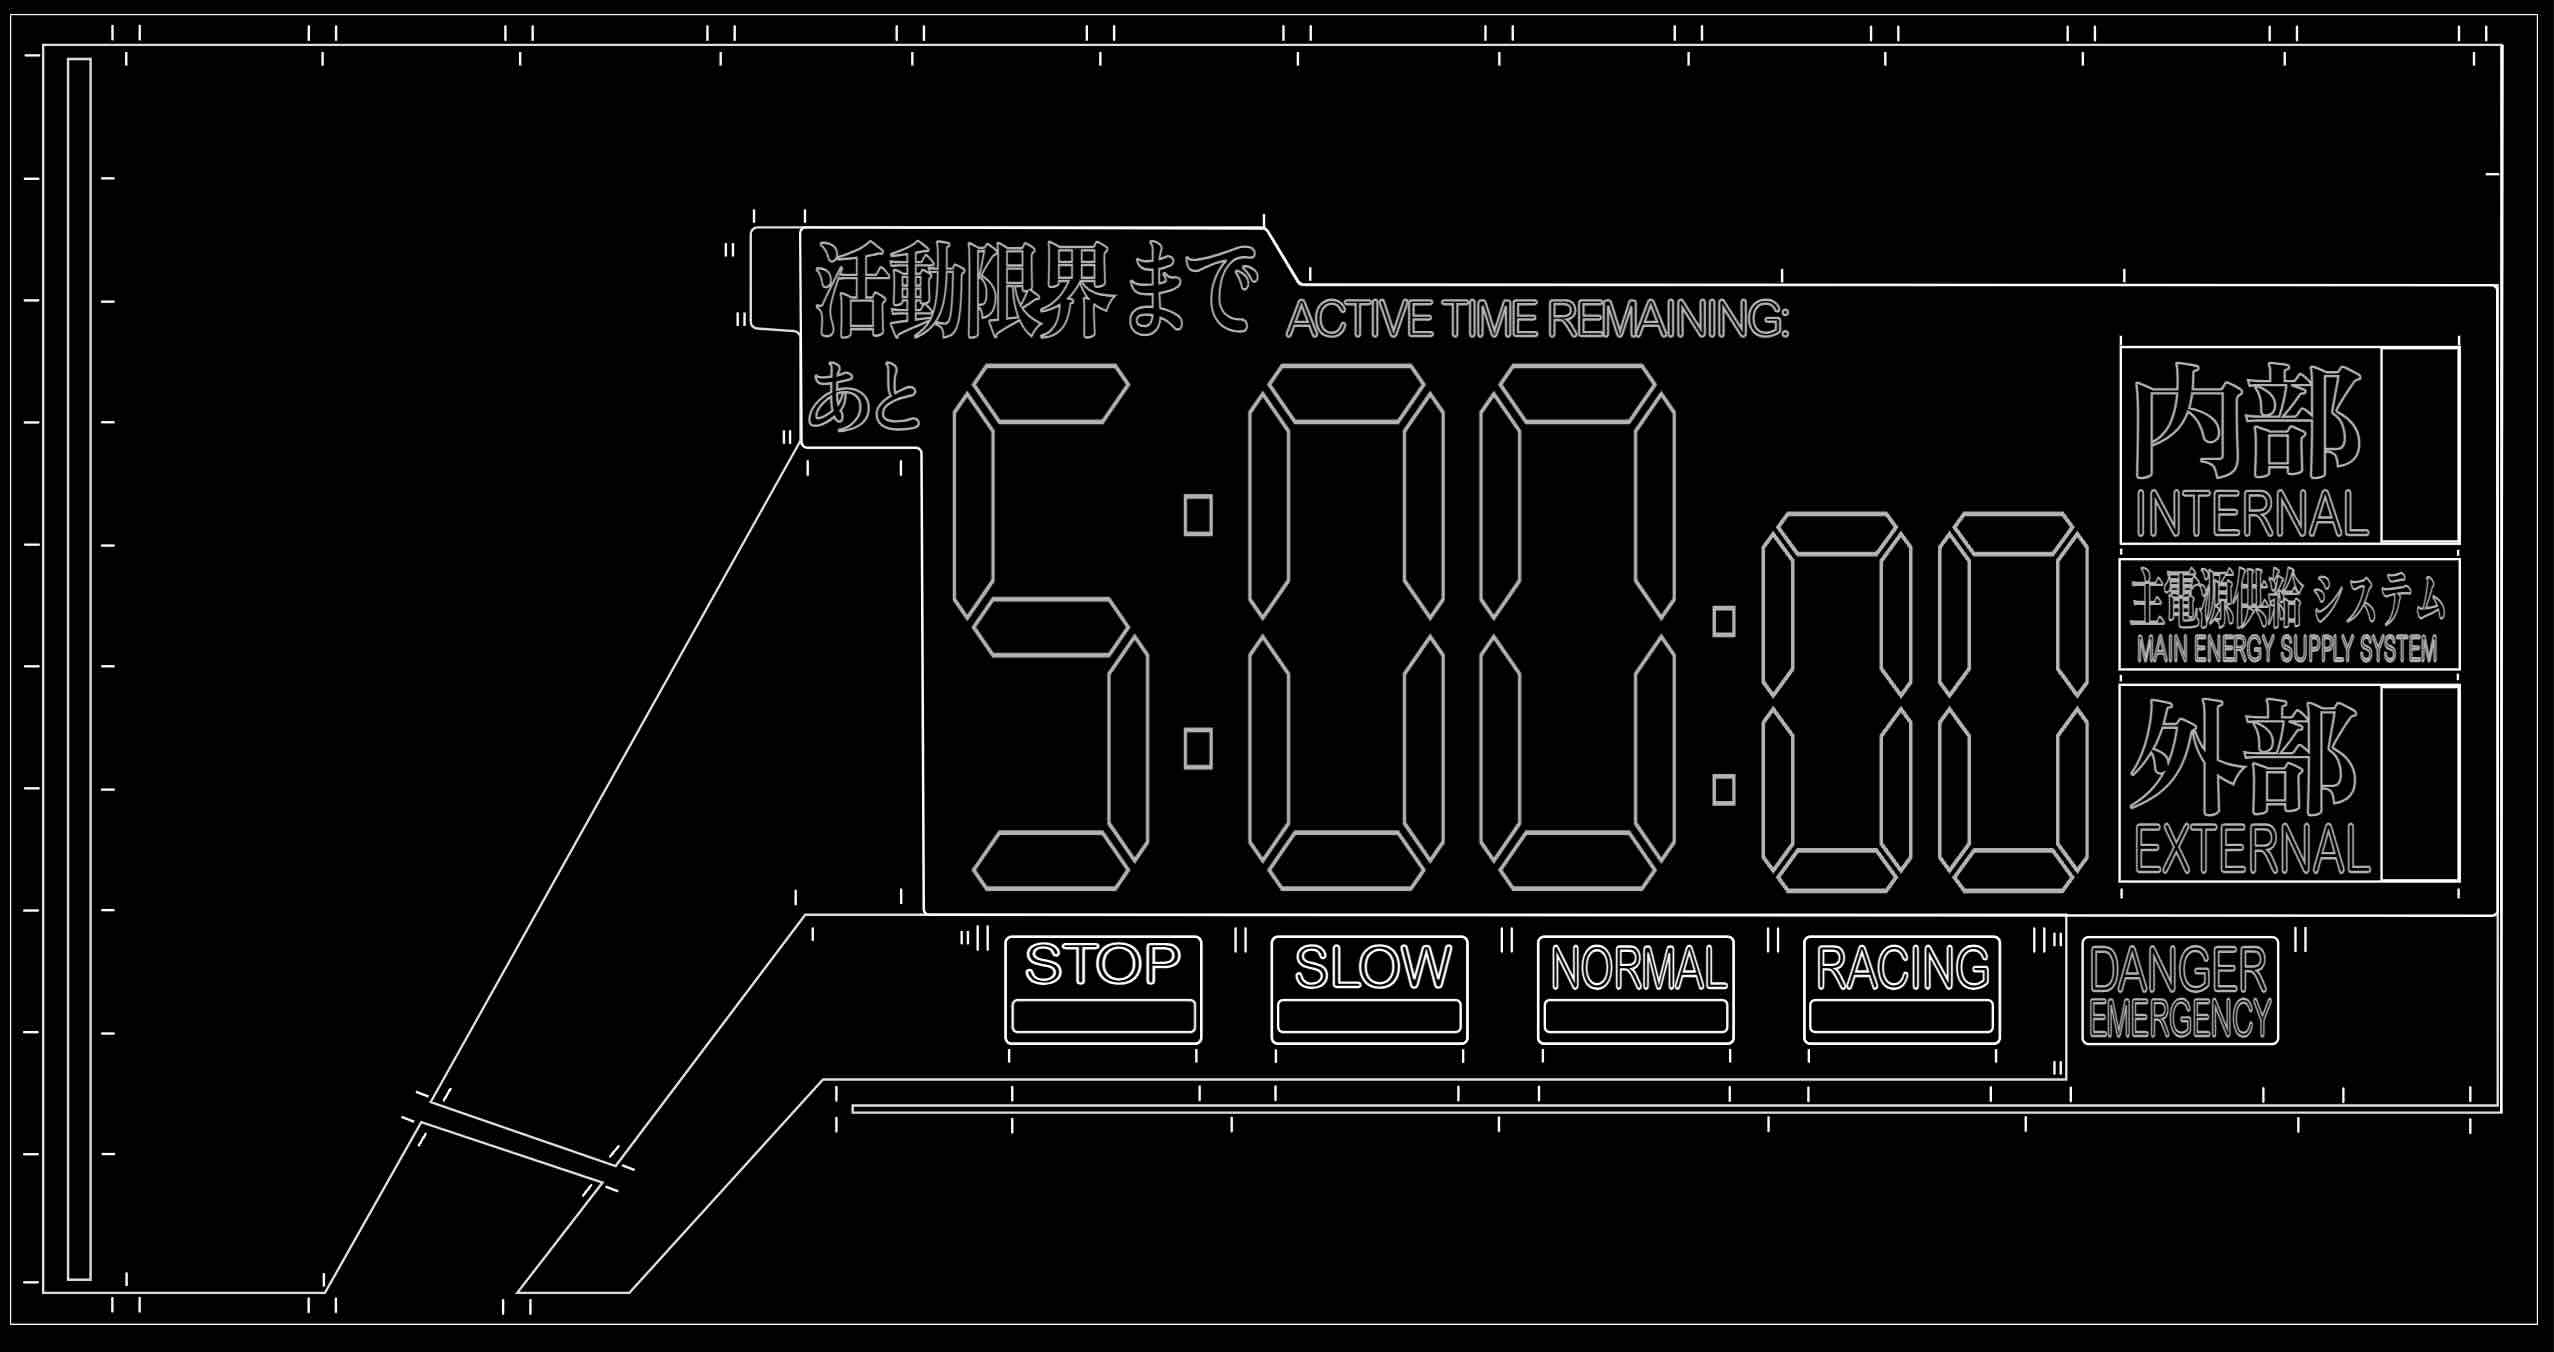 活動限界まで
ACTIVE TIME REMAINING:
あと
5:00:00
内部
INTERNAL
主電源供給システム
MAIN ENERGY SUPPLY SYSTEM
外部
EXTERNAL
STOP
SLOW
NORMAL
RACING
DANGER
EMERGENCY